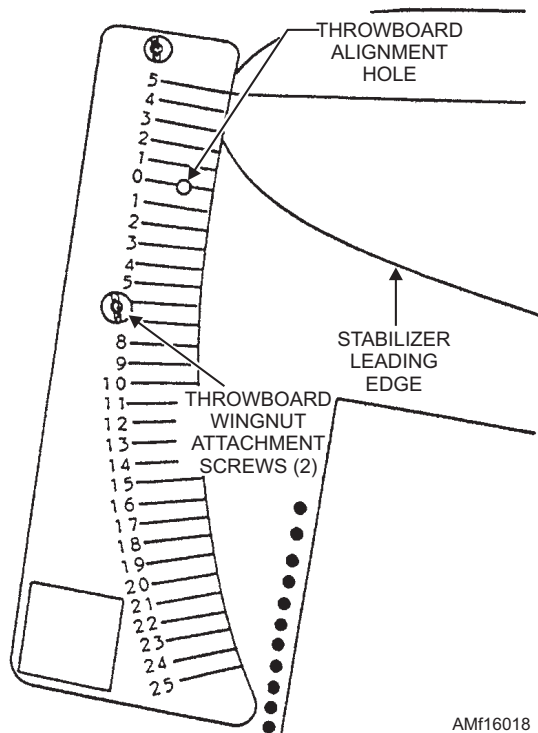 THROWBOARD
ALIGNMENT
HOLE
5
4
3
2
1
0
1
2
3
4
5
8
9
10
11
12
13
14
15
16
17
18
19
20
21
22
23
24
25
STABILIZER
LEADING
EDGE
THROWBOARD
WINGNUT
ATTACHMENT
SCREWS (2)
AMf16018